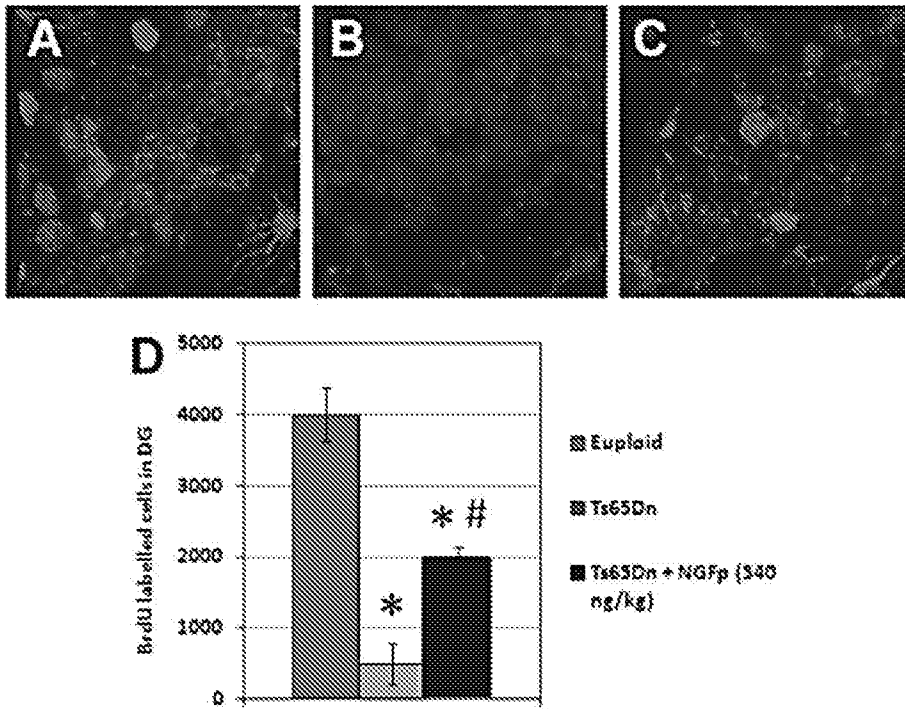 A
B
C
D
5000
4000
3000
2000
1000
0
BrdU labelled cells in DG
* #
*
Euploid
Ts65Dn
Ts65Dn + NGFp (540
ng/kg)